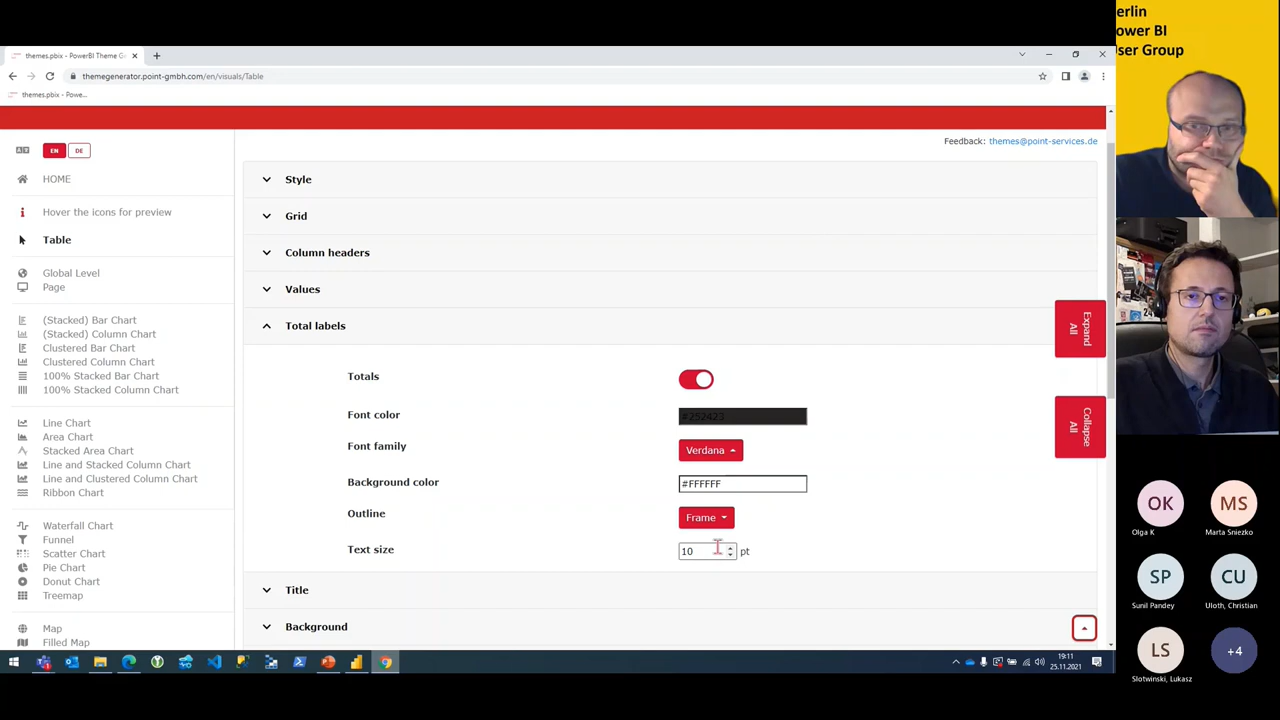 themes.pbix - PowerBI Theme G
themegenerator.point-gmbh.com/en/visuals/Table
themes.pbix - Powe...
EN
DE
Feedback: themes@point-services.de
HOME
Hover the icons for preview
Table
Global Level
Page
(Stacked) Bar Chart
(Stacked) Column Chart
Clustered Bar Chart
Clustered Column Chart
100% Stacked Bar Chart
100% Stacked Column Chart
Line Chart
Area Chart
Stacked Area Chart
Line and Stacked Column Chart
Line and Clustered Column Chart
Ribbon Chart
Waterfall Chart
Funnel
Scatter Chart
Pie Chart
Donut Chart
Treemap
Map
Filled Map
Style
Grid
Column headers
Values
Total labels
Totals
Font color
#252423
Font family
Verdana
Background color
#FFFFFF
Outline
Frame
Text size
10
pt
Title
Background
Expand
All
Collapse
All
19:11
25.11.2021
erlin
ower BI
ser Group
24
OK
Olga K
MS
Marta Sniezko
SP
Sunil Pandey
CU
Uloth, Christian
LS
Slotwinski, Lukasz
+4